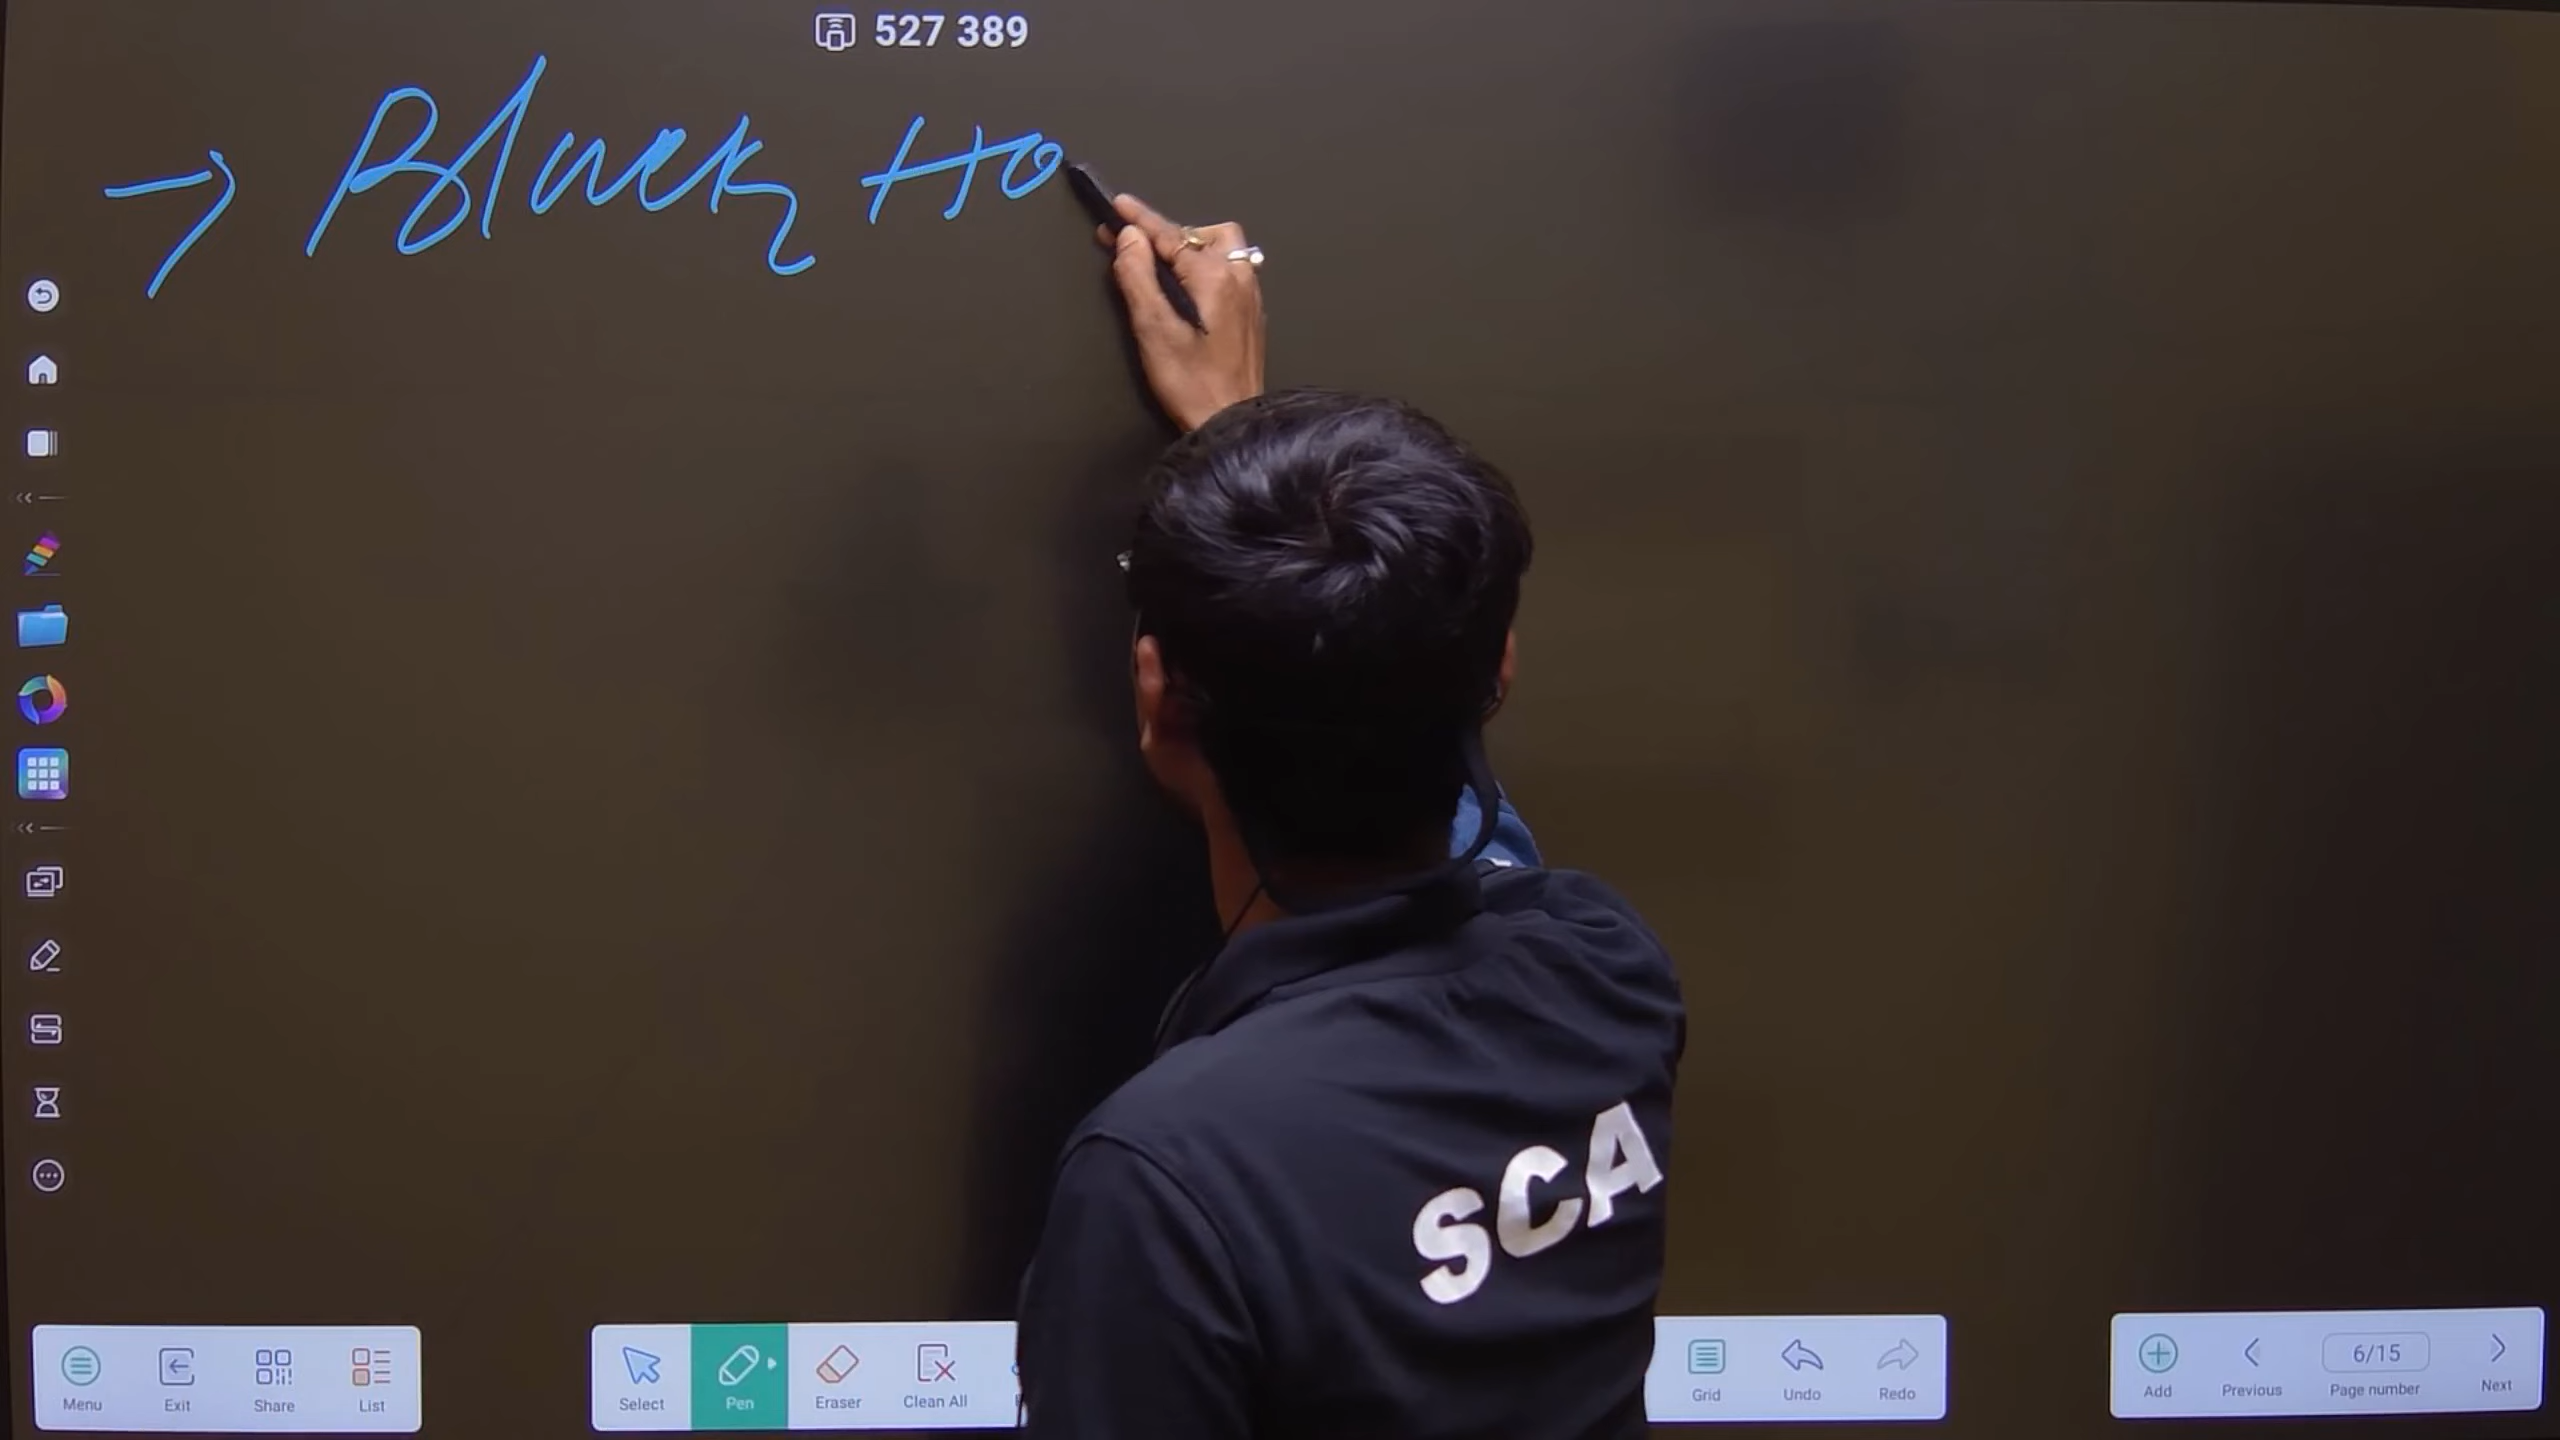 527 389
→ Black Ho
SCA
Menu
Exit
Share
List
Select
Pen
Eraser
Clean All
Grid
Undo
Redo
Add
Previous
6/15
Page number
Next